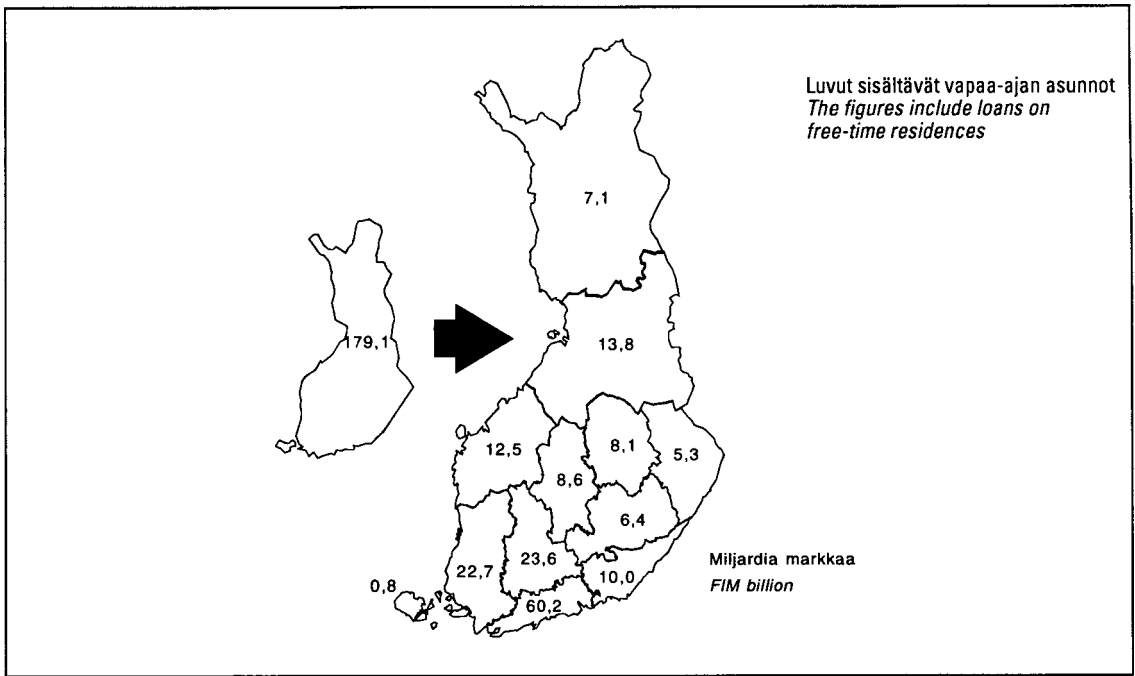 Luvut sisältävät vapaa-ajan asunnot
The figures include loans on
free-time residences
7,1
179,1
13,8
12,5
8,6
8,1
5,3
6,4
23,6
22,7
10,0
60,2
0,8
Miljardia markkaa
FIM billion